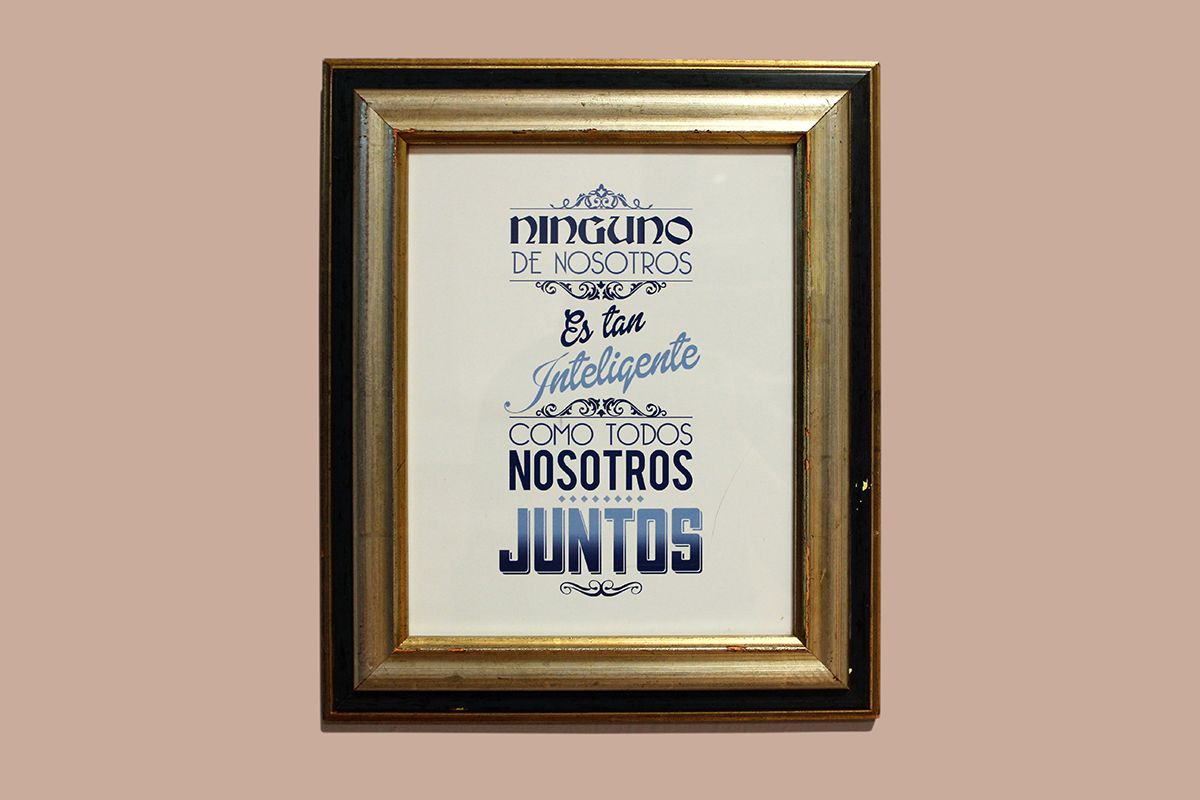 NINGUNO
DE NOSOTROS
Es tan
Inteligente
COMO TODOS
NOSOTROS
JUNTOS